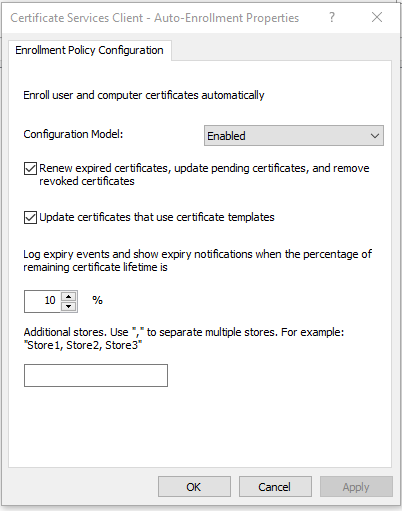 Certificate Services Client - Auto-Enrollment Properties
Enrollment Policy Configuration
Enroll user and computer certificates automatically
Configuration Model: Enabled
Renew expired certificates, update pending certificates, and remove
revoked certificates
Update certificates that use certificate templates
Log expiry events and show expiry notifications when the percentage of
remaining certificate lifetime is
10 %
Additional stores. Use "," to separate multiple stores. For example:
"Store1, Store2, Store3"
OK Cancel Apply